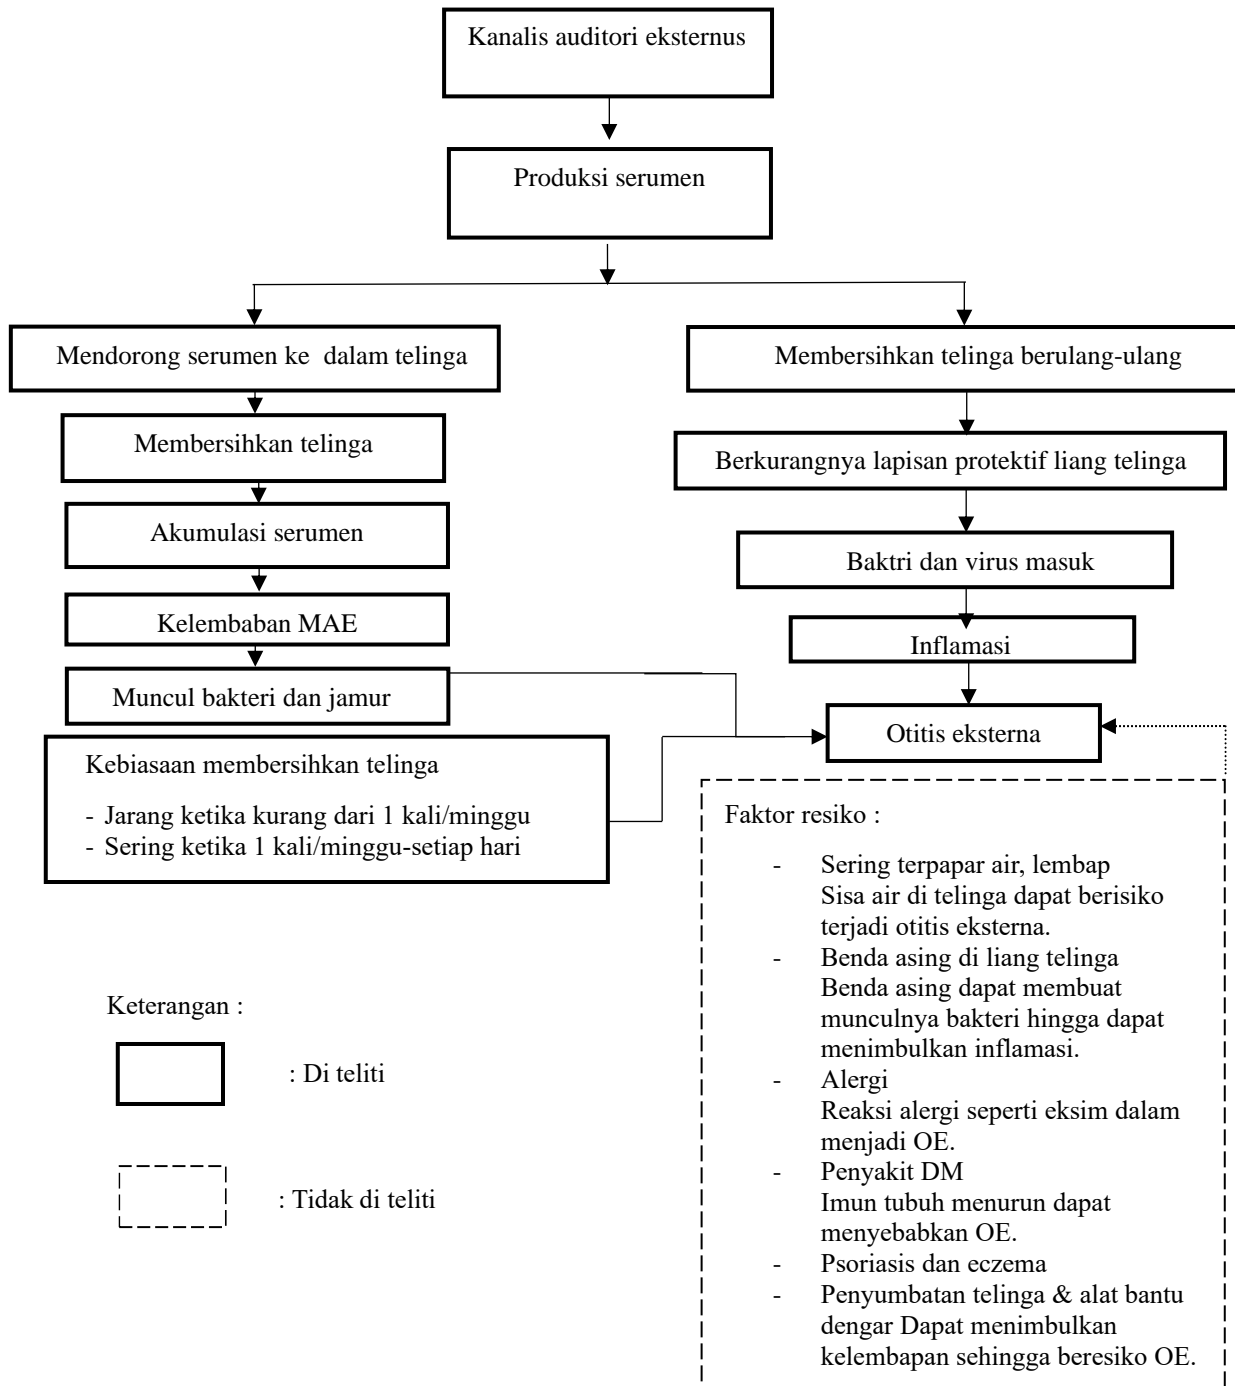 Kanalis auditori eksternus
Produksi serumen
Mendorong serumen ke dalam telinga
Membersihkan telinga
Akumulasi serumen
Kelembaban MAE
Muncul bakteri dan jamur
Kebiasaan membersihkan telinga
- Jarang ketika kurang dari 1 kali/minggu
- Sering ketika 1 kali/minggu-setiap hari
Membersihkan telinga berulang-ulang
Berkurangnya lapisan protektif liang telinga
Baktri dan virus masuk
Inflamasi
Otitis eksterna
Faktor resiko :
- Sering terpapar air, lembap
Sisa air di telinga dapat berisiko
terjadi otitis eksterna.
- Benda asing di liang telinga
Benda asing dapat membuat
munculnya bakteri hingga dapat
menimbulkan inflamasi.
- Alergi
Reaksi alergi seperti eksim dalam
menjadi OE.
- Penyakit DM
Imun tubuh menurun dapat
menyebabkan OE.
- Psoriasis dan eczema
- Penyumbatan telinga & alat bantu
dengar Dapat menimbulkan
kelembapan sehingga beresiko OE.
Keterangan :
: Di teliti
: Tidak di teliti